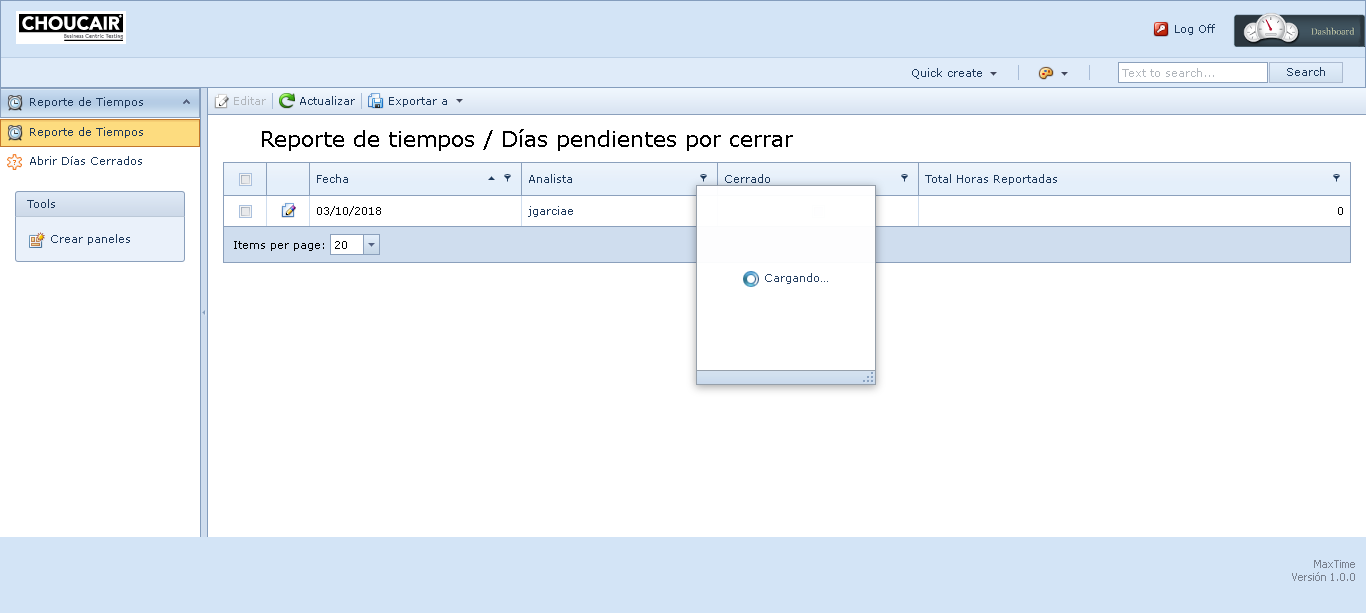 CHOUCAIR
Business Centric Testing
Log Off
Dashboard
Quick create
Text to search...
Search
Reporte de Tiempos
Reporte de Tiempos
Abrir Días Cerrados
Tools
Crear paneles
Editar
Actualizar
Exportar a
Reporte de tiempos / Días pendientes por cerrar
Fecha
Analista
Cerrado
Total Horas Reportadas
03/10/2018
jgarciae
0
Items per page: 20
Cargando...
MaxTime
Versión 1.0.0